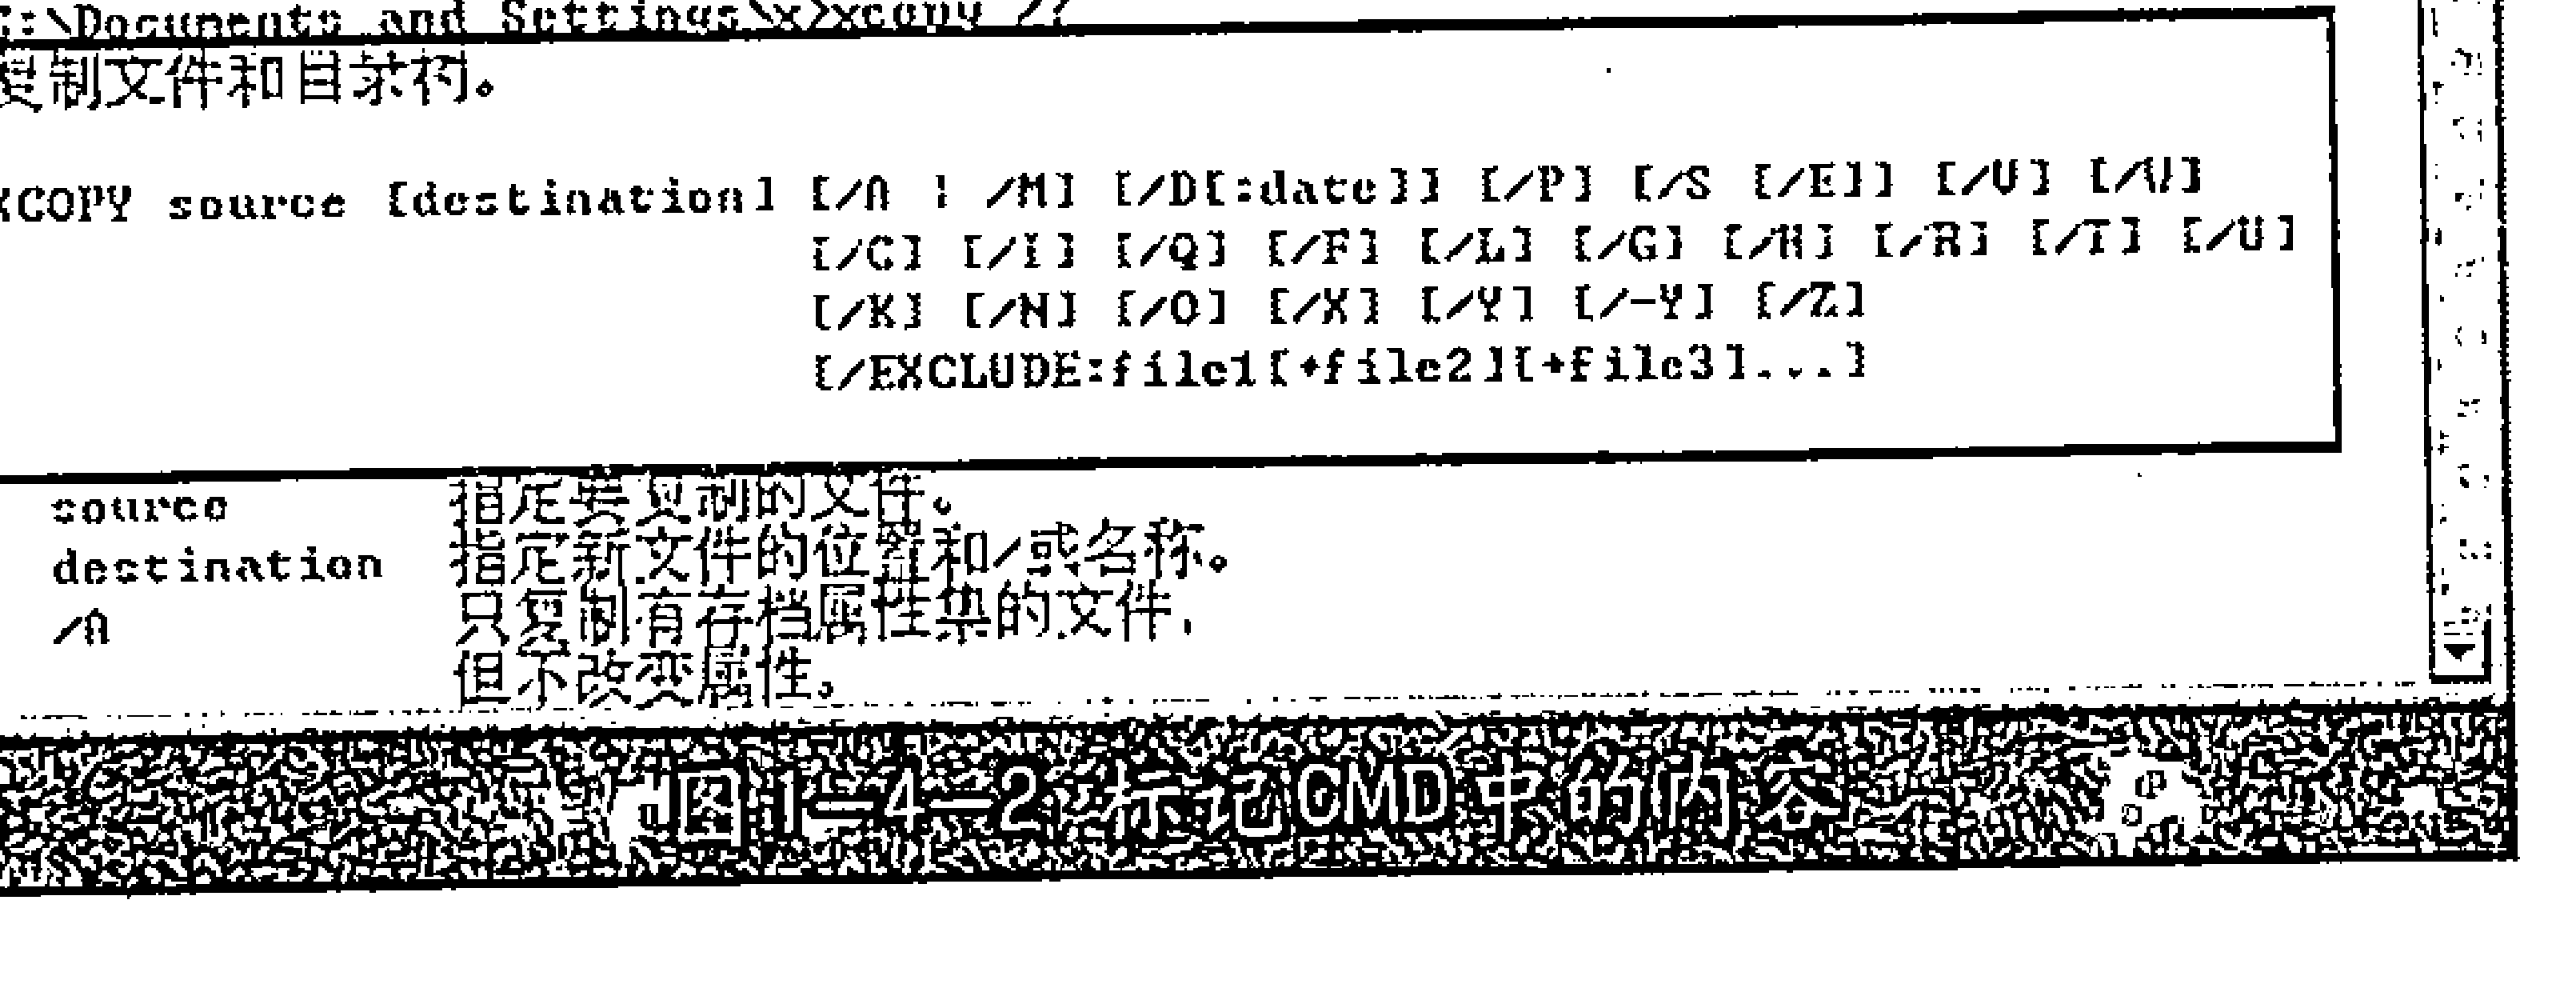 C:\Documents and Settings\x>xcopy /?
复制文件和目录树。
XCOPY source [destination] [/A | /M] [/D[:date]] [/P] [/S [/E]] [/V] [/W]
[/C] [/I] [/Q] [/F] [/L] [/G] [/H] [/R] [/T] [/U]
[/K] [/N] [/O] [/X] [/Y] [/-Y] [/Z]
[/EXCLUDE:file1[+file2][+file3]...]
source 指定要复制的文件。
destination 指定新文件的位置和/或名称。
/A 只复制有存档属性集的文件,
但不改变属性。
图1-4-2 标记CMD中的内容